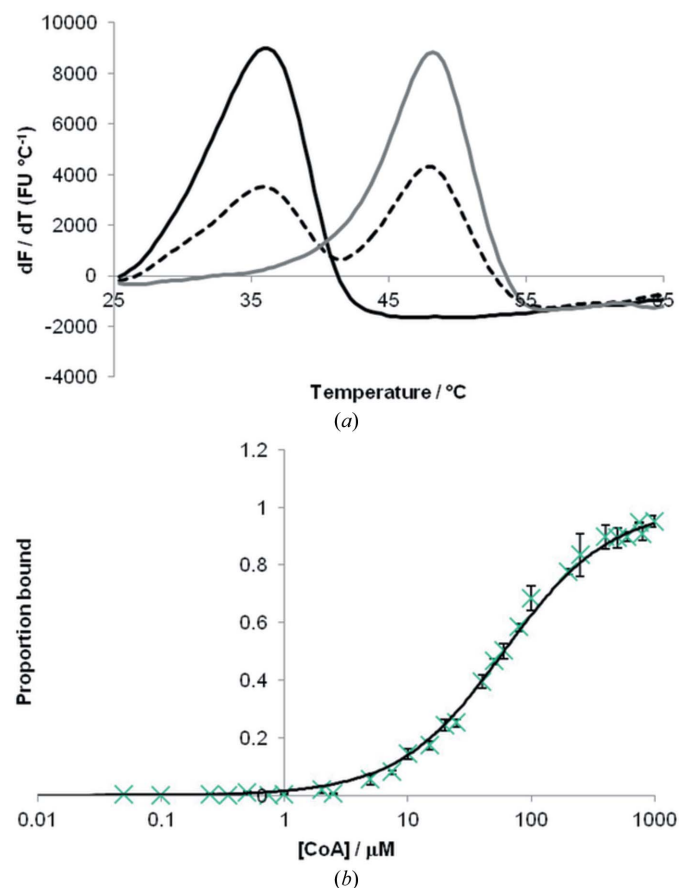 10000
8000
6000
4000
2000
0
-2000
-4000
dF / dT (FU °C-1)
25 35 45 55 65
Temperature / °C
(a)
1.2
1
0.8
0.6
0.4
0.2
0
Proportion bound
0.01 0.1 1 10 100 1000
[CoA] / µM
(b)